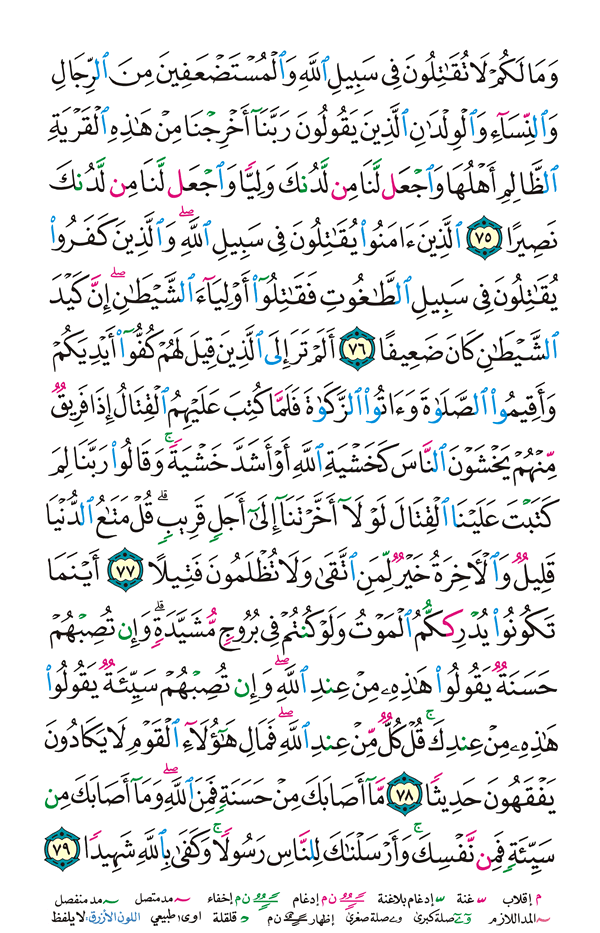 وَمَا لَكُمْ لَا تُقَٰتِلُونَ فِى سَبِيلِ ٱللَّهِ وَٱلْمُسْتَضْعَفِينَ مِنَ ٱلرِّجَالِ
وَٱلنِّسَآءِ وَٱلْوِلْدَٰنِ ٱلَّذِينَ يَقُولُونَ رَبَّنَآ أَخْرِجْنَا مِنْ هَٰذِهِ ٱلْقَرْيَةِ
ٱلظَّالِمِ أَهْلُهَا وَٱجْعَل لَّنَا مِن لَّدُنكَ وَلِيًّا وَٱجْعَل لَّنَا مِن لَّدُنكَ
نَصِيرًا ٧٥ ٱلَّذِينَ ءَامَنُوا۟ يُقَٰتِلُونَ فِى سَبِيلِ ٱللَّهِ ۖ وَٱلَّذِينَ كَفَرُوا۟
يُقَٰتِلُونَ فِى سَبِيلِ ٱلطَّٰغُوتِ فَقَٰتِلُوٓا۟ أَوْلِيَآءَ ٱلشَّيْطَٰنِ ۖ إِنَّ كَيْدَ
ٱلشَّيْطَٰنِ كَانَ ضَعِيفًا ٧٦ أَلَمْ تَرَ إِلَى ٱلَّذِينَ قِيلَ لَهُمْ كُفُّوٓا۟ أَيْدِيَكُمْ
وَأَقِيمُوا۟ ٱلصَّلَوٰةَ وَءَاتُوا۟ ٱلزَّكَوٰةَ فَلَمَّا كُتِبَ عَلَيْهِمُ ٱلْقِتَالُ إِذَا فَرِيقٌ
مِّنْهُمْ يَخْشَوْنَ ٱلنَّاسَ كَخَشْيَةِ ٱللَّهِ أَوْ أَشَدَّ خَشْيَةً ۚ وَقَالُوا۟ رَبَّنَا لِمَ
كَتَبْتَ عَلَيْنَا ٱلْقِتَالَ لَوْلَآ أَخَّرْتَنَآ إِلَىٰٓ أَجَلٍ قَرِيبٍ ۗ قُلْ مَتَٰعُ ٱلدُّنْيَا
قَلِيلٌ وَٱلْءَاخِرَةُ خَيْرٌ لِّمَنِ ٱتَّقَىٰ وَلَا تُظْلَمُونَ فَتِيلًا ٧٧ أَيْنَمَا
تَكُونُوا۟ يُدْرِككُّمُ ٱلْمَوْتُ وَلَوْ كُنتُمْ فِى بُرُوجٍ مُّشَيَّدَةٍ ۗ وَإِن تُصِبْهُمْ
حَسَنَةٌ يَقُولُوا۟ هَٰذِهِۦ مِنْ عِندِ ٱللَّهِ ۖ وَإِن تُصِبْهُمْ سَيِّئَةٌ يَقُولُوا۟
هَٰذِهِۦ مِنْ عِندِكَ ۚ قُلْ كُلٌّ مِّنْ عِندِ ٱللَّهِ ۖ فَمَالِ هَٰٓؤُلَآءِ ٱلْقَوْمِ لَا يَكَادُونَ
يَفْقَهُونَ حَدِيثًا ٧٨ مَّآ أَصَابَكَ مِنْ حَسَنَةٍ فَمِنَ ٱللَّهِ ۖ وَمَآ أَصَابَكَ مِن
سَيِّئَةٍ فَمِن نَّفْسِكَ ۚ وَأَرْسَلْنَٰكَ لِلنَّاسِ رَسُولًا ۚ وَكَفَىٰ بِٱللَّهِ شَهِيدًا ٧٩
م إقلاب غنة إدغام بلاغنة ن م إدغام ن م إخفاء مد متصل مد منفصل
المد اللازم صلة كبرى صلة صغرى إظهار ن م قلقلة اوى طبيعي اللون الأزرق: لا يلفظ